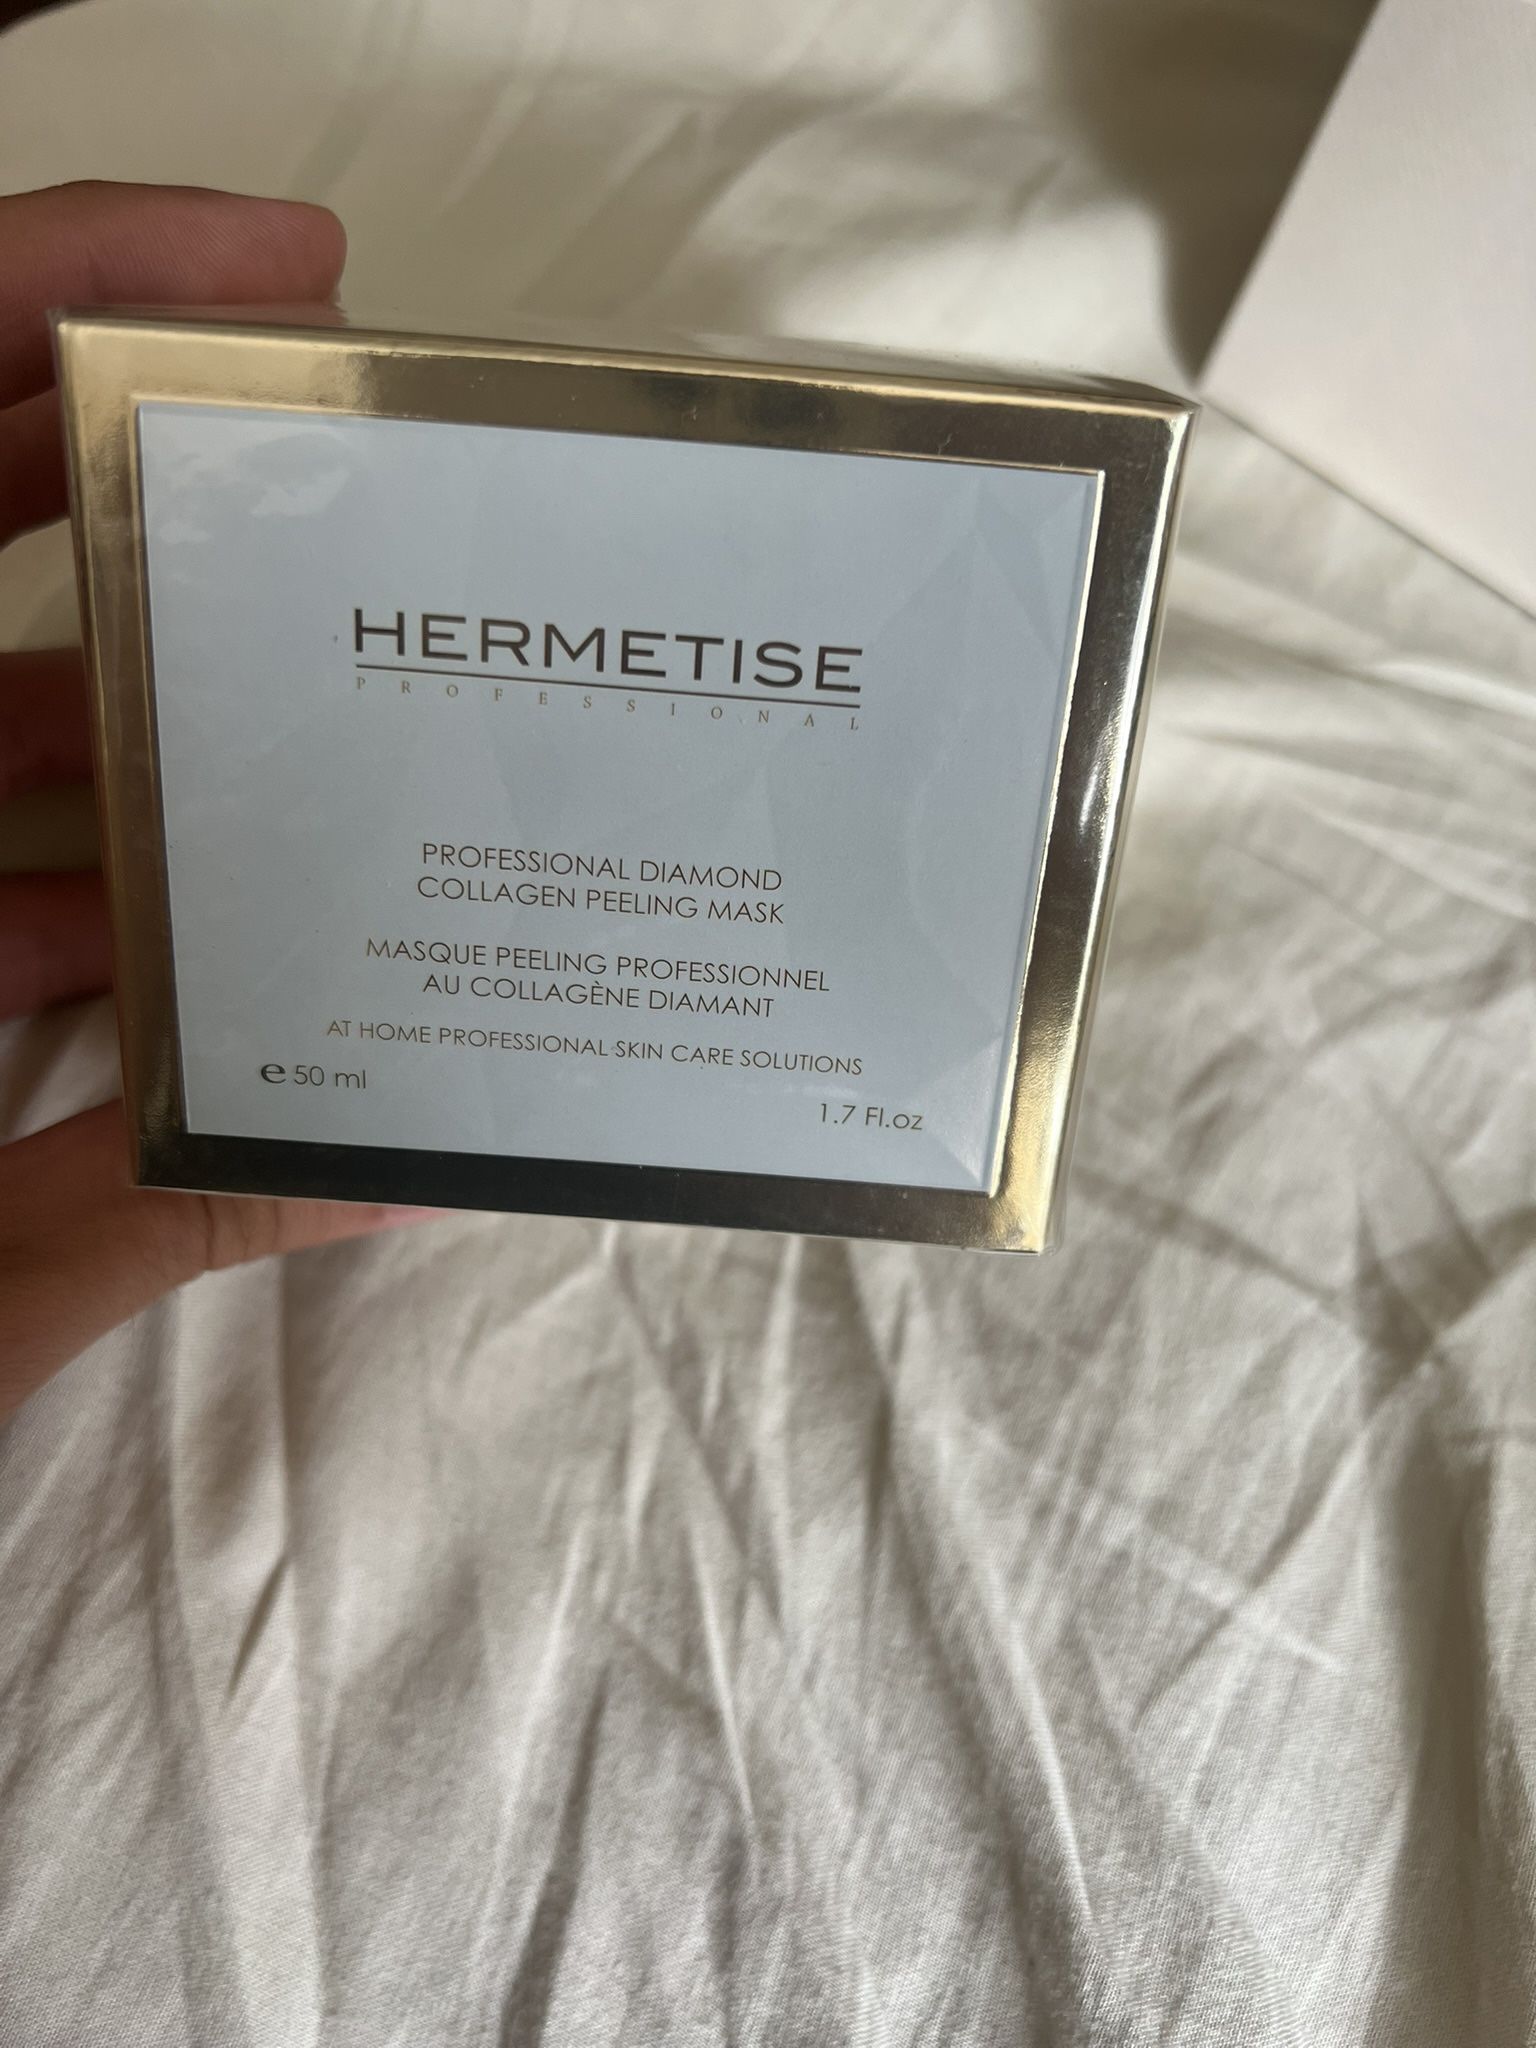 HERMETISE
PROFESSIONAL
PROFESSIONAL DIAMOND
COLLAGEN PEELING MASK
MASQUE PEELING PROFESSIONNEL
AU COLLAGÈNE DIAMANT
AT HOME PROFESSIONAL SKIN CARE SOLUTIONS
℮ 50 ml
1.7 Fl.oz